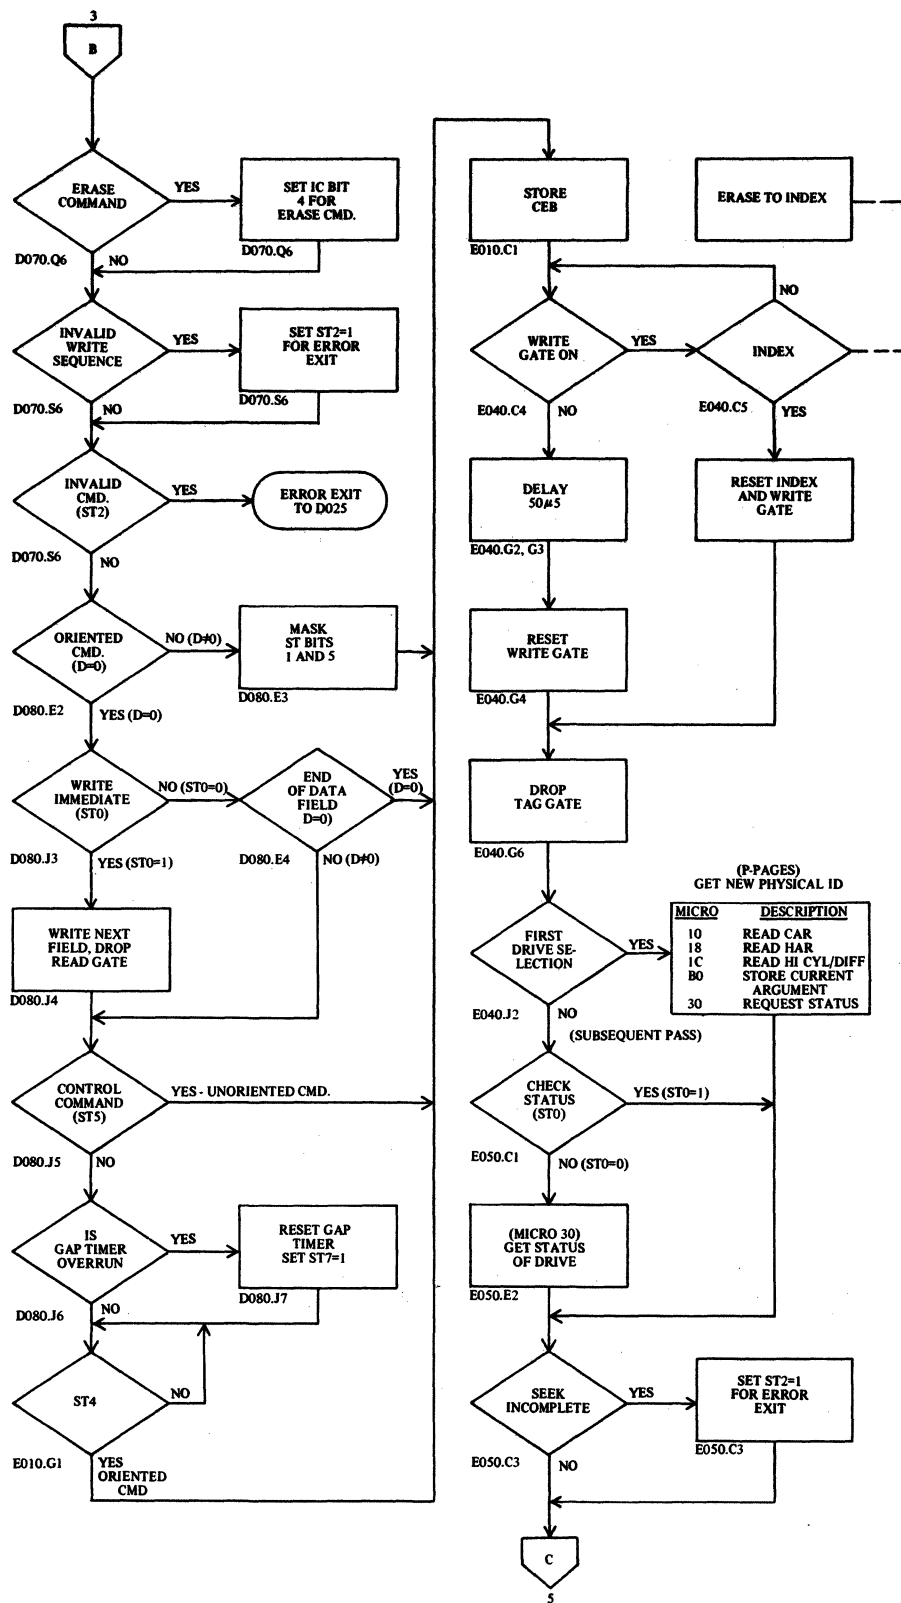 3
B
ERASE
COMMAND
YES
SET IC BIT
4 FOR
ERASE CMD.
D070.Q6
NO
D070.Q6
INVALID
WRITE
SEQUENCE
YES
SET ST2=1
FOR ERROR
EXIT
D070.S6
NO
D070.S6
INVALID
CMD.
(ST2)
YES
ERROR EXIT
TO D025
D070.S6
NO
ORIENTED
CMD.
(D=0)
NO (D≠0)
MASK
ST BITS
1 AND 5
D080.E2
YES (D=0)
D080.E3
WRITE
IMMEDIATE
(ST0)
NO (ST0=0)
END
OF DATA
FIELD
D=0)
YES
(D=0)
D080.J3
YES (ST0=1)
D080.E4
NO (D≠0)
WRITE NEXT
FIELD, DROP
READ GATE
D080.J4
CONTROL
COMMAND
(ST5)
YES - UNORIENTED CMD.
D080.J5
NO
IS
GAP TIMER
OVERRUN
YES
RESET GAP
TIMER
SET ST7=1
D080.J6
NO
D080.J7
ST4
NO
E010.G1
YES
ORIENTED
CMD
STORE
CEB
E010.C1
ERASE TO INDEX
WRITE
GATE ON
YES
INDEX
NO
E040.C4
NO
E040.C5
YES
DELAY
50µ5
E040.G2, G3
RESET INDEX
AND WRITE
GATE
RESET
WRITE GATE
E040.G4
DROP
TAG GATE
E040.G6
(P-PAGES)
GET NEW PHYSICAL ID
FIRST
DRIVE SE-
LECTION
YES
MICRO DESCRIPTION
10 READ CAR
18 READ HAR
1C READ HI CYL/DIFF
B0 STORE CURRENT
ARGUMENT
30 REQUEST STATUS
E040.J2
NO
(SUBSEQUENT PASS)
CHECK
STATUS
(ST0)
YES (ST0=1)
E050.C1
NO (ST0=0)
(MICRO 30)
GET STATUS
OF DRIVE
E050.E2
SEEK
INCOMPLETE
YES
SET ST2=1
FOR ERROR
EXIT
E050.C3
NO
E050.C3
C
5